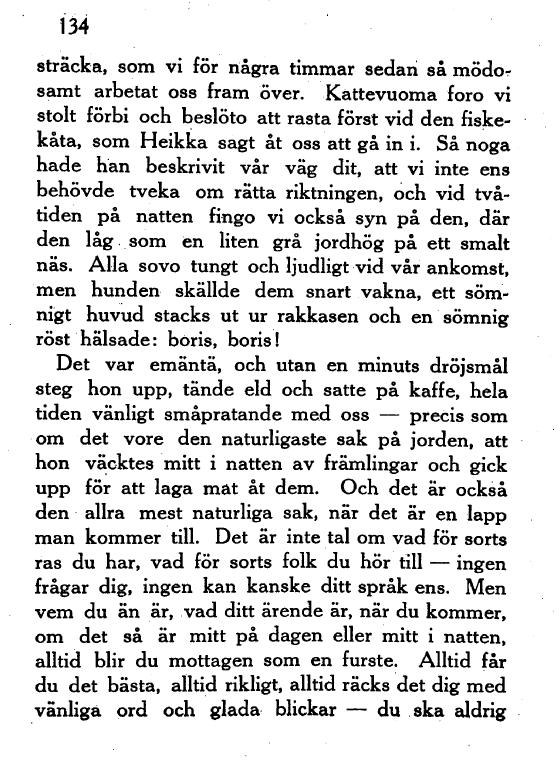 134
sträcka, som vi för några timmar sedan så mödo-
samt arbetat oss fram över. Kattevuoma foro vi
stolt förbi och beslöto att rasta först vid den fiske-
kåta, som Heikka sagt åt oss att gå in i. Så noga
hade han beskrivit vår väg dit, att vi inte ens
behövde tveka om rätta riktningen, och vid två-
tiden på natten fingo vi också syn på den, där
den låg som en liten grå jordhög på ett smalt
näs. Alla sovo tungt och ljudligt vid vår ankomst,
men hunden skällde dem snart vakna, ett söm-
nigt huvud stacks ut ur rakkasen och en sömnig
röst hälsade: boris, boris!
Det var emäntä, och utan en minuts dröjsmål
steg hon upp, tände eld och satte på kaffe, hela
tiden vänligt småpratande med oss — precis som
om det vore den naturligaste sak på jorden, att
hon väcktes mitt i natten av främlingar och gick
upp för att laga mat åt dem. Och det är också
den allra mest naturliga sak, när det är en lapp
man kommer till. Det är inte tal om vad för sorts
ras du har, vad för sorts folk du hör till — ingen
frågar dig, ingen kan kanske ditt språk ens. Men
vem du än är, vad ditt ärende är, när du kommer,
om det så är mitt på dagen eller mitt i natten,
alltid blir du mottagen som en furste. Alltid får
du det bästa, alltid rikligt, alltid räcks det dig med
vänliga ord och glada blickar — du ska aldrig